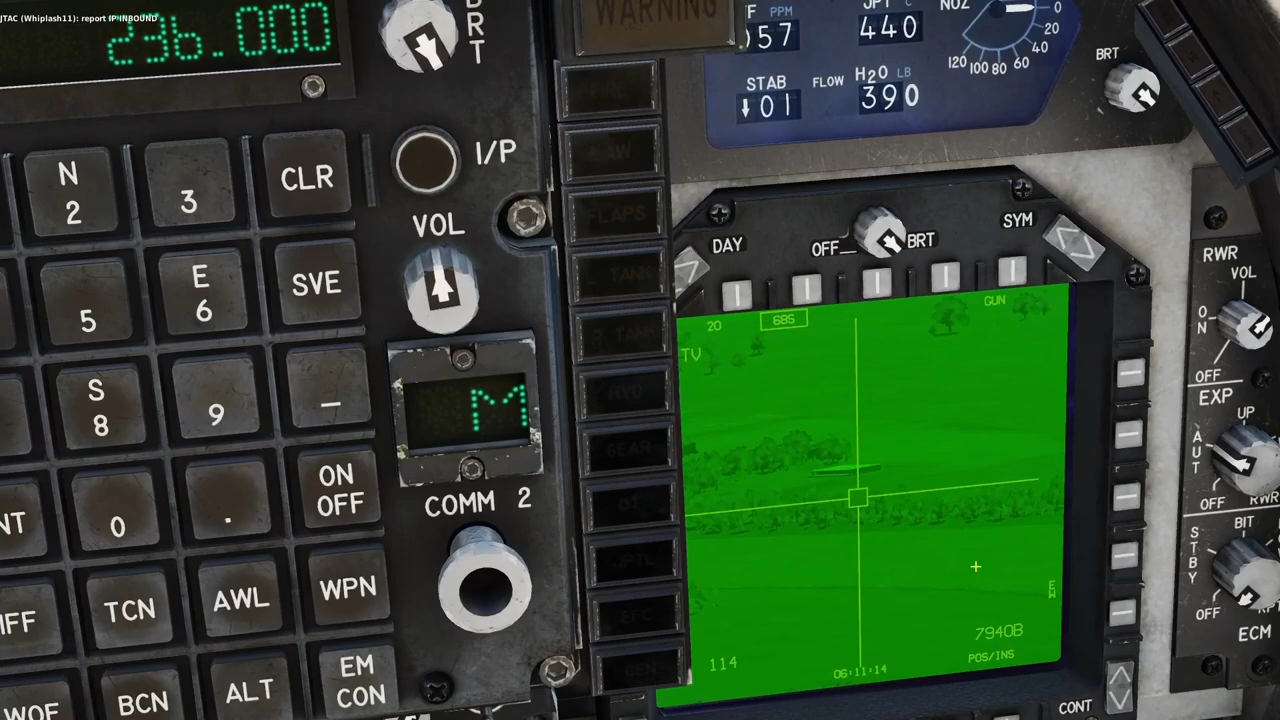 JTAC (Whiplash11): report IP INBOUND
236.000
BRT
N
2
3
CLR
I/P
VOL
5
E
6
SVE
S
8
9
—
M
COMM 2
0
.
ON
OFF
TCN
AWL
WPN
BCN
ALT
EM
CON
WARNING
FLAPS
GEAR
PPM
57
JPT C
440
NOZ
0
20
40
60
80
100
120
STAB
01
FLOW
H2O LB
390
BRT
DAY
OFF
BRT
SYM
20
68S
GUN
TV
E
W
114
06:11:14
7940B
POS/INS
CONT
RWR
VOL
ON
OFF
EXP
UP
AUT
OFF
RWR
BIT
STBY
OFF
ECM